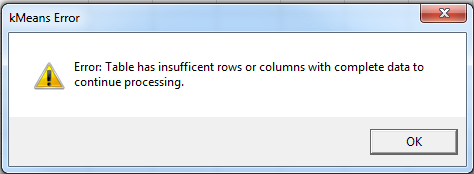 kMeans Error
Error: Table has insufficent rows or columns with complete data to
continue processing.
OK